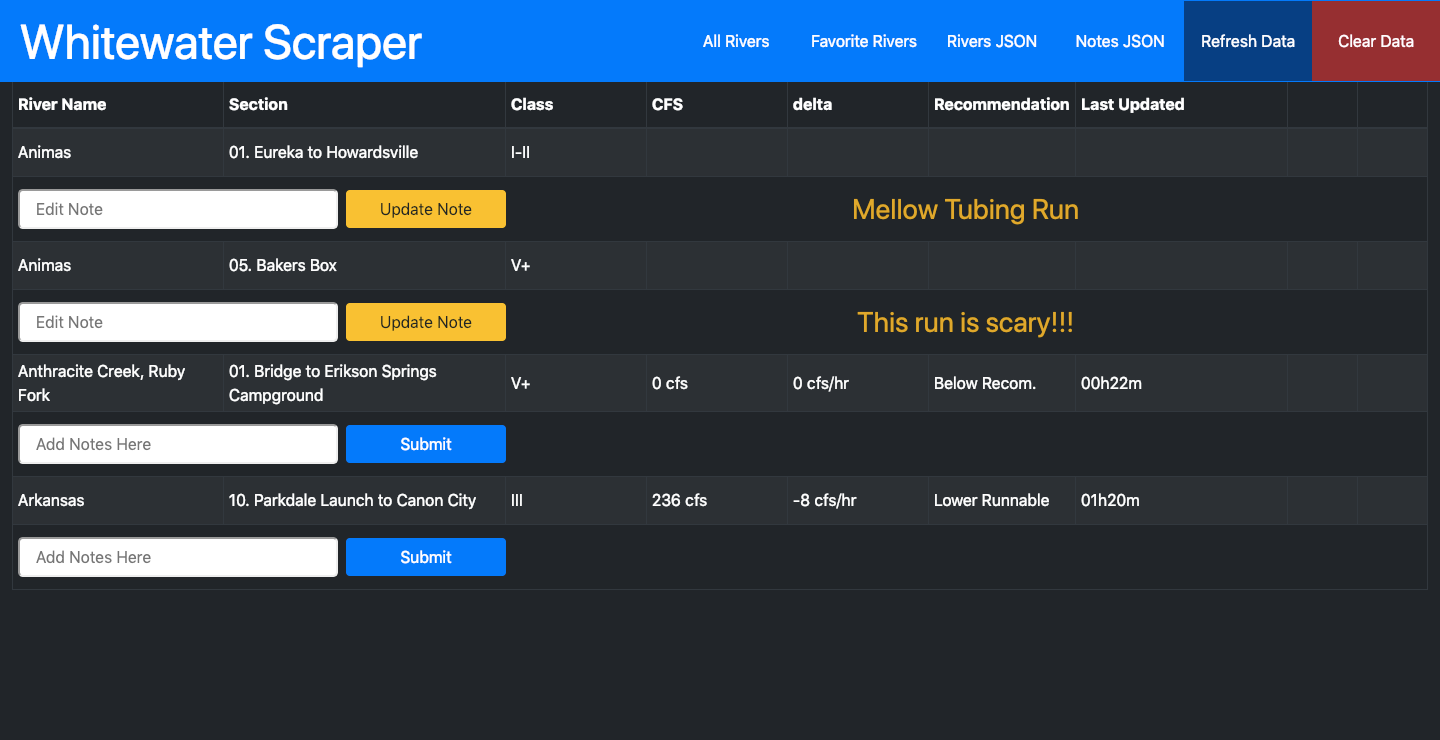 Whitewater Scraper
All Rivers Favorite Rivers Rivers JSON Notes JSON Refresh Data Clear Data
River Name Section Class CFS delta Recommendation Last Updated
Animas 01. Eureka to Howardsville I-II
Edit Note Update Note Mellow Tubing Run
Animas 05. Bakers Box V+
Edit Note Update Note This run is scary!!!
Anthracite Creek, Ruby
Fork
01. Bridge to Erikson Springs
Campground
V+ 0 cfs 0 cfs/hr Below Recom. 00h22m
Add Notes Here Submit
Arkansas 10. Parkdale Launch to Canon City III 236 cfs -8 cfs/hr Lower Runnable 01h20m
Add Notes Here Submit